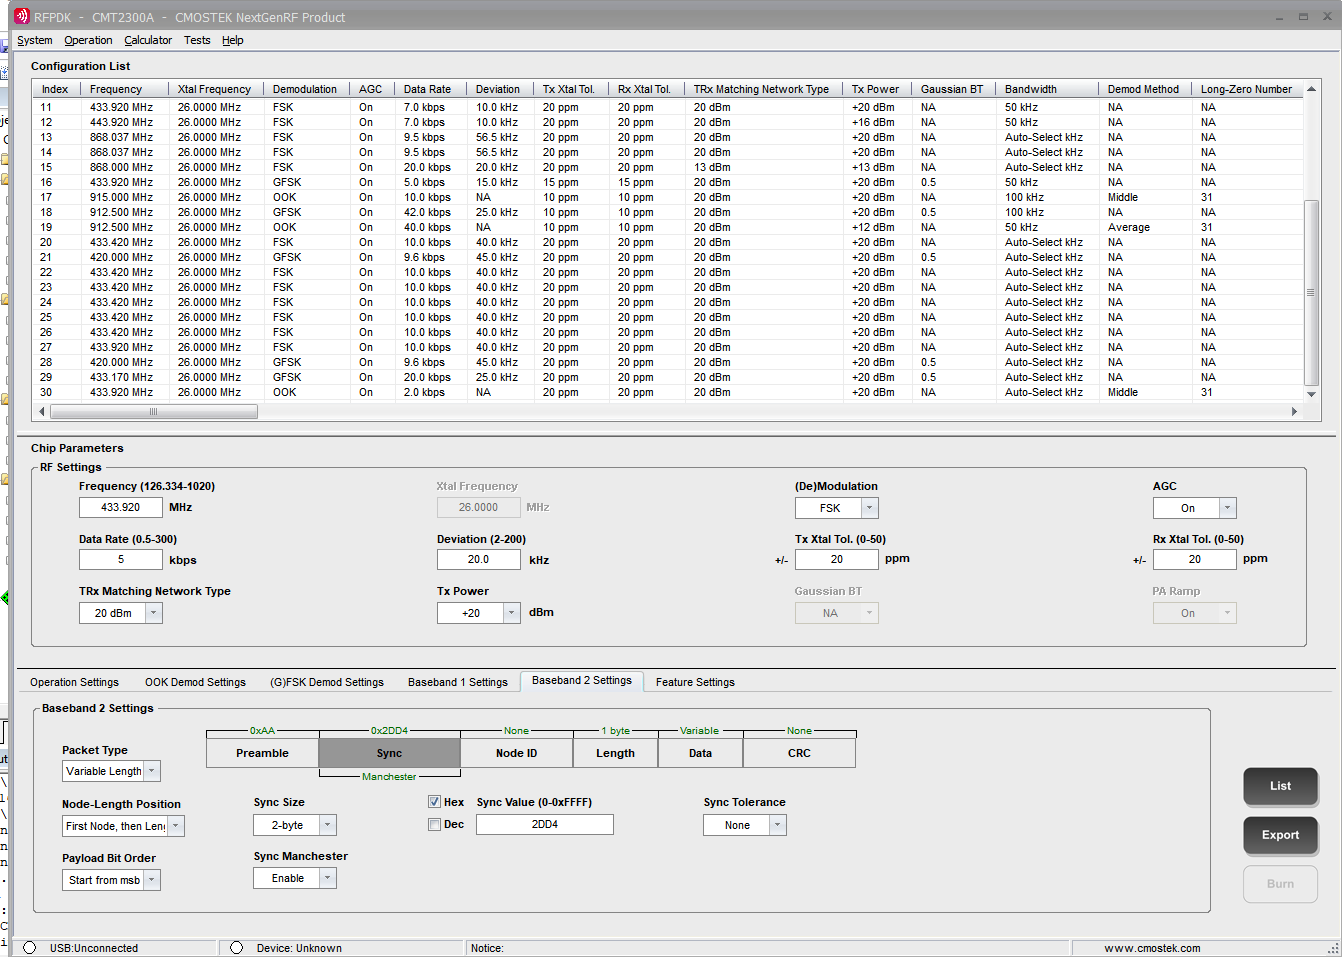 RFPDK - CMT2300A - CMOSTEK NextGenRF Product
System Operation Calculator Tests Help
Configuration List
Index Frequency Xtal Frequency Demodulation AGC Data Rate Deviation Tx Xtal Tol. Rx Xtal Tol. TRx Matching Network Type Tx Power Gaussian BT Bandwidth Demod Method Long-Zero Number
11 433.920 MHz 26.0000 MHz FSK On 7.0 kbps 10.0 kHz 20 ppm 20 ppm 20 dBm +20 dBm NA 50 kHz NA NA
12 443.920 MHz 26.0000 MHz FSK On 7.0 kbps 10.0 kHz 20 ppm 20 ppm 20 dBm +16 dBm NA 50 kHz NA NA
13 868.037 MHz 26.0000 MHz FSK On 9.5 kbps 56.5 kHz 20 ppm 20 ppm 20 dBm +20 dBm NA Auto-Select kHz NA NA
14 868.037 MHz 26.0000 MHz FSK On 9.5 kbps 56.5 kHz 20 ppm 20 ppm 20 dBm +20 dBm NA Auto-Select kHz NA NA
15 868.000 MHz 26.0000 MHz FSK On 20.0 kbps 20.0 kHz 20 ppm 20 ppm 13 dBm +13 dBm NA Auto-Select kHz NA NA
16 433.920 MHz 26.0000 MHz GFSK On 5.0 kbps 15.0 kHz 15 ppm 15 ppm 20 dBm +20 dBm 0.5 50 kHz NA NA
17 915.000 MHz 26.0000 MHz OOK On 10.0 kbps NA 10 ppm 10 ppm 20 dBm +20 dBm NA 100 kHz Middle 31
18 912.500 MHz 26.0000 MHz GFSK On 42.0 kbps 25.0 kHz 10 ppm 10 ppm 20 dBm +20 dBm 0.5 100 kHz NA NA
19 912.500 MHz 26.0000 MHz OOK On 40.0 kbps NA 10 ppm 10 ppm 20 dBm +12 dBm NA 50 kHz Average 31
20 433.420 MHz 26.0000 MHz FSK On 10.0 kbps 40.0 kHz 20 ppm 20 ppm 20 dBm +20 dBm NA Auto-Select kHz NA NA
21 420.000 MHz 26.0000 MHz GFSK On 9.6 kbps 45.0 kHz 20 ppm 20 ppm 20 dBm +20 dBm 0.5 Auto-Select kHz NA NA
22 433.420 MHz 26.0000 MHz FSK On 10.0 kbps 40.0 kHz 20 ppm 20 ppm 20 dBm +20 dBm NA Auto-Select kHz NA NA
23 433.420 MHz 26.0000 MHz FSK On 10.0 kbps 40.0 kHz 20 ppm 20 ppm 20 dBm +20 dBm NA Auto-Select kHz NA NA
24 433.420 MHz 26.0000 MHz FSK On 10.0 kbps 40.0 kHz 20 ppm 20 ppm 20 dBm +20 dBm NA Auto-Select kHz NA NA
25 433.420 MHz 26.0000 MHz FSK On 10.0 kbps 40.0 kHz 20 ppm 20 ppm 20 dBm +20 dBm NA Auto-Select kHz NA NA
26 433.420 MHz 26.0000 MHz FSK On 10.0 kbps 40.0 kHz 20 ppm 20 ppm 20 dBm +20 dBm NA Auto-Select kHz NA NA
27 433.920 MHz 26.0000 MHz FSK On 10.0 kbps 40.0 kHz 20 ppm 20 ppm 20 dBm +20 dBm NA Auto-Select kHz NA NA
28 420.000 MHz 26.0000 MHz GFSK On 9.6 kbps 45.0 kHz 20 ppm 20 ppm 20 dBm +20 dBm 0.5 Auto-Select kHz NA NA
29 433.170 MHz 26.0000 MHz GFSK On 20.0 kbps 25.0 kHz 20 ppm 20 ppm 20 dBm +20 dBm 0.5 Auto-Select kHz NA NA
30 433.920 MHz 26.0000 MHz OOK On 2.0 kbps NA 20 ppm 20 ppm 20 dBm +20 dBm NA Auto-Select kHz Middle 31
Chip Parameters
RF Settings
Frequency (126.334-1020) Xtal Frequency (De)Modulation AGC
433.920 MHz 26.0000 MHz FSK On
Data Rate (0.5-300) Deviation (2-200) Tx Xtal Tol. (0-50) Rx Xtal Tol. (0-50)
5 kbps 20.0 kHz +/- 20 ppm +/- 20 ppm
TRx Matching Network Type Tx Power Gaussian BT PA Ramp
20 dBm +20 dBm NA On
Operation Settings OOK Demod Settings (G)FSK Demod Settings Baseband 1 Settings Baseband 2 Settings Feature Settings
Baseband 2 Settings
0xAA 0x2DD4 None 1 byte Variable None
Packet Type Preamble Sync Node ID Length Data CRC
Variable Length Manchester
Node-Length Position Sync Size Hex Sync Value (0-0xFFFF) Sync Tolerance
First Node, then Len 2-byte Dec 2DD4 None
Payload Bit Order Sync Manchester
Start from msb Enable
List
Export
Burn
USB:Unconnected Device: Unknown Notice: www.cmostek.com